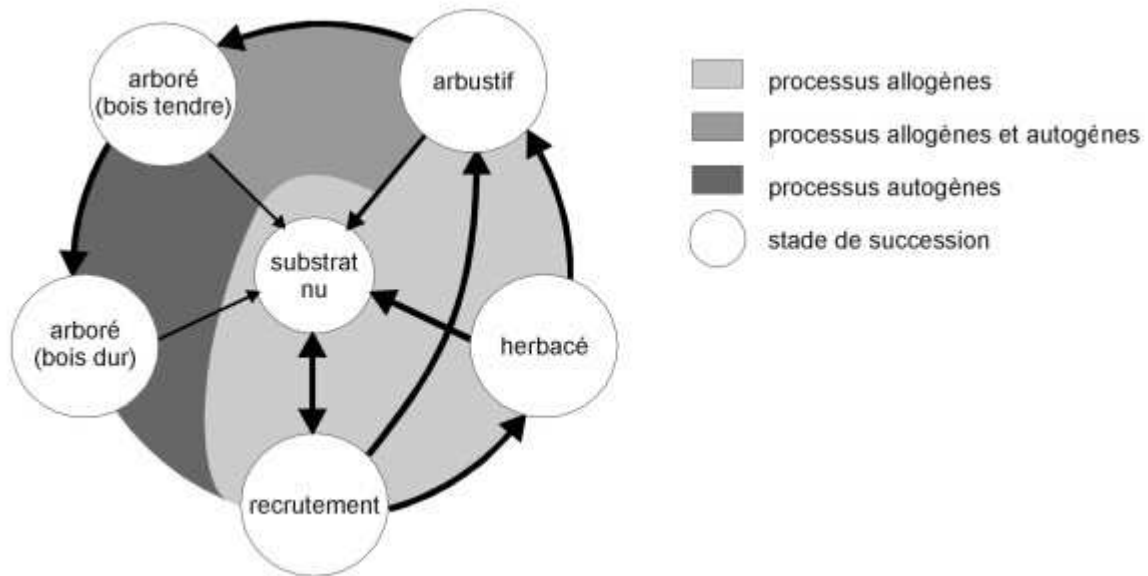 arboré
(bois tendre)
arbustif
substrat
nu
arboré
(bois dur)
herbacé
recrutement
processus allogènes
processus allogènes et autogènes
processus autogènes
stade de succession